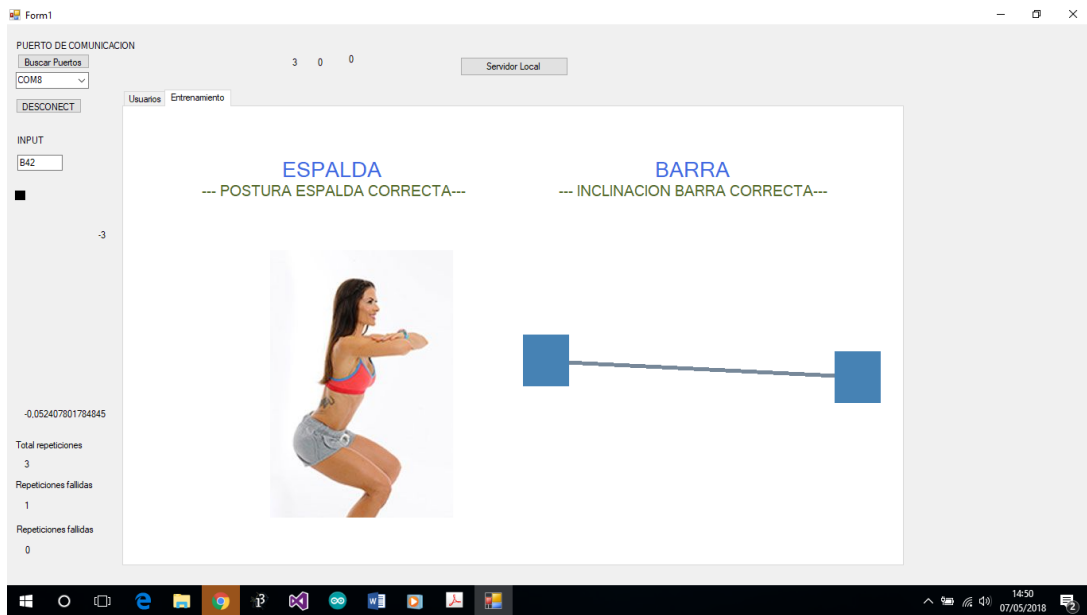 Form1
PUERTO DE COMUNICACION
Buscar Puertos
COM8
DESCONECT
3 0 0
Servidor Local
Usuarios Entrenamiento
INPUT
B42
-3
-0,052407801784845
Total repeticiones
3
Repeticiones fallidas
1
Repeticiones fallidas
0
ESPALDA
--- POSTURA ESPALDA CORRECTA---
BARRA
--- INCLINACION BARRA CORRECTA---
14:50
07/05/2018
2